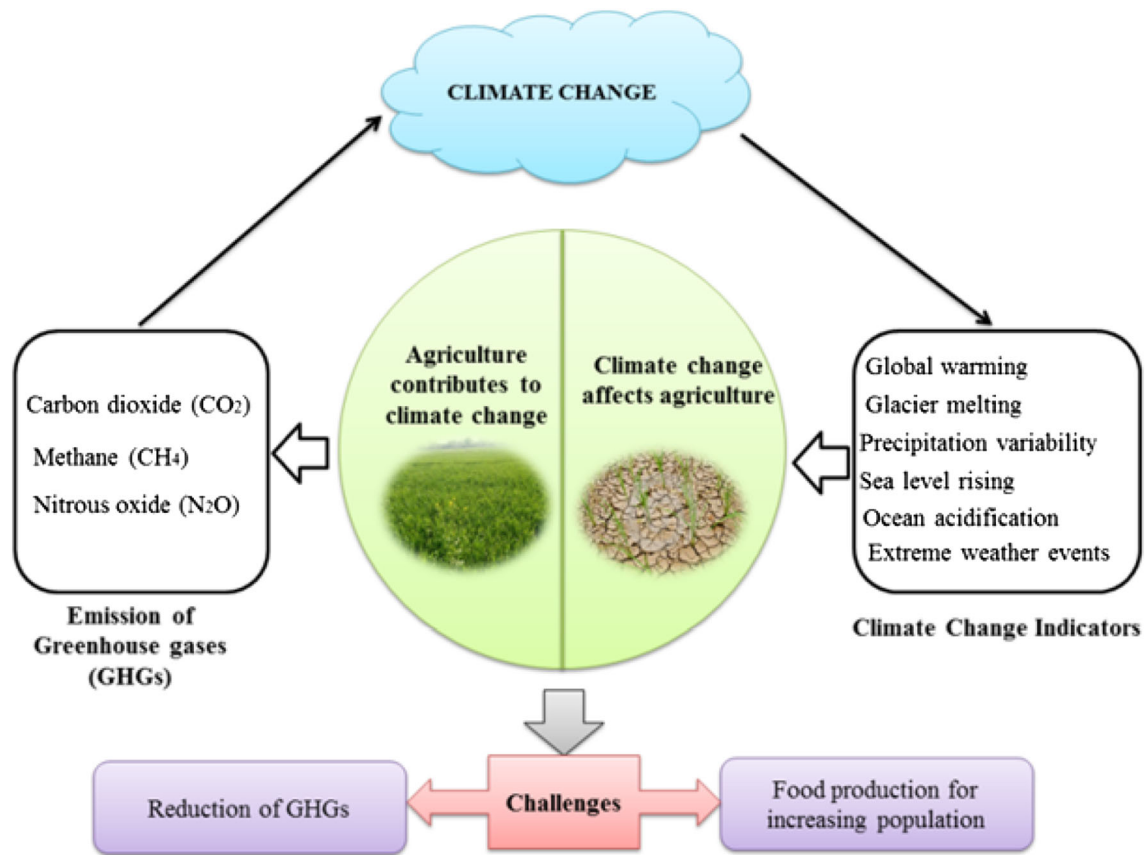 CLIMATE CHANGE
Agriculture
contributes to
climate change
Climate change
affects agriculture
Carbon dioxide (CO₂)
Methane (CH₄)
Nitrous oxide (N₂O)
Emission of
Greenhouse gases
(GHGs)
Global warming
Glacier melting
Precipitation variability
Sea level rising
Ocean acidification
Extreme weather events
Climate Change Indicators
Reduction of GHGs
Challenges
Food production for
increasing population